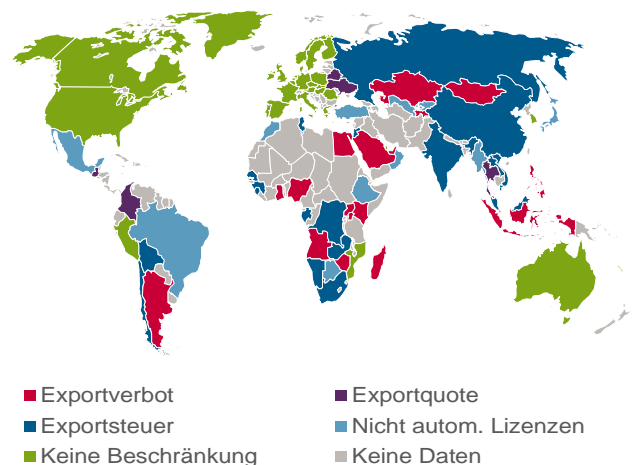 Exportverbot
Exportquote
Exportsteuer
Nicht autom. Lizenzen
Keine Beschränkung
Keine Daten